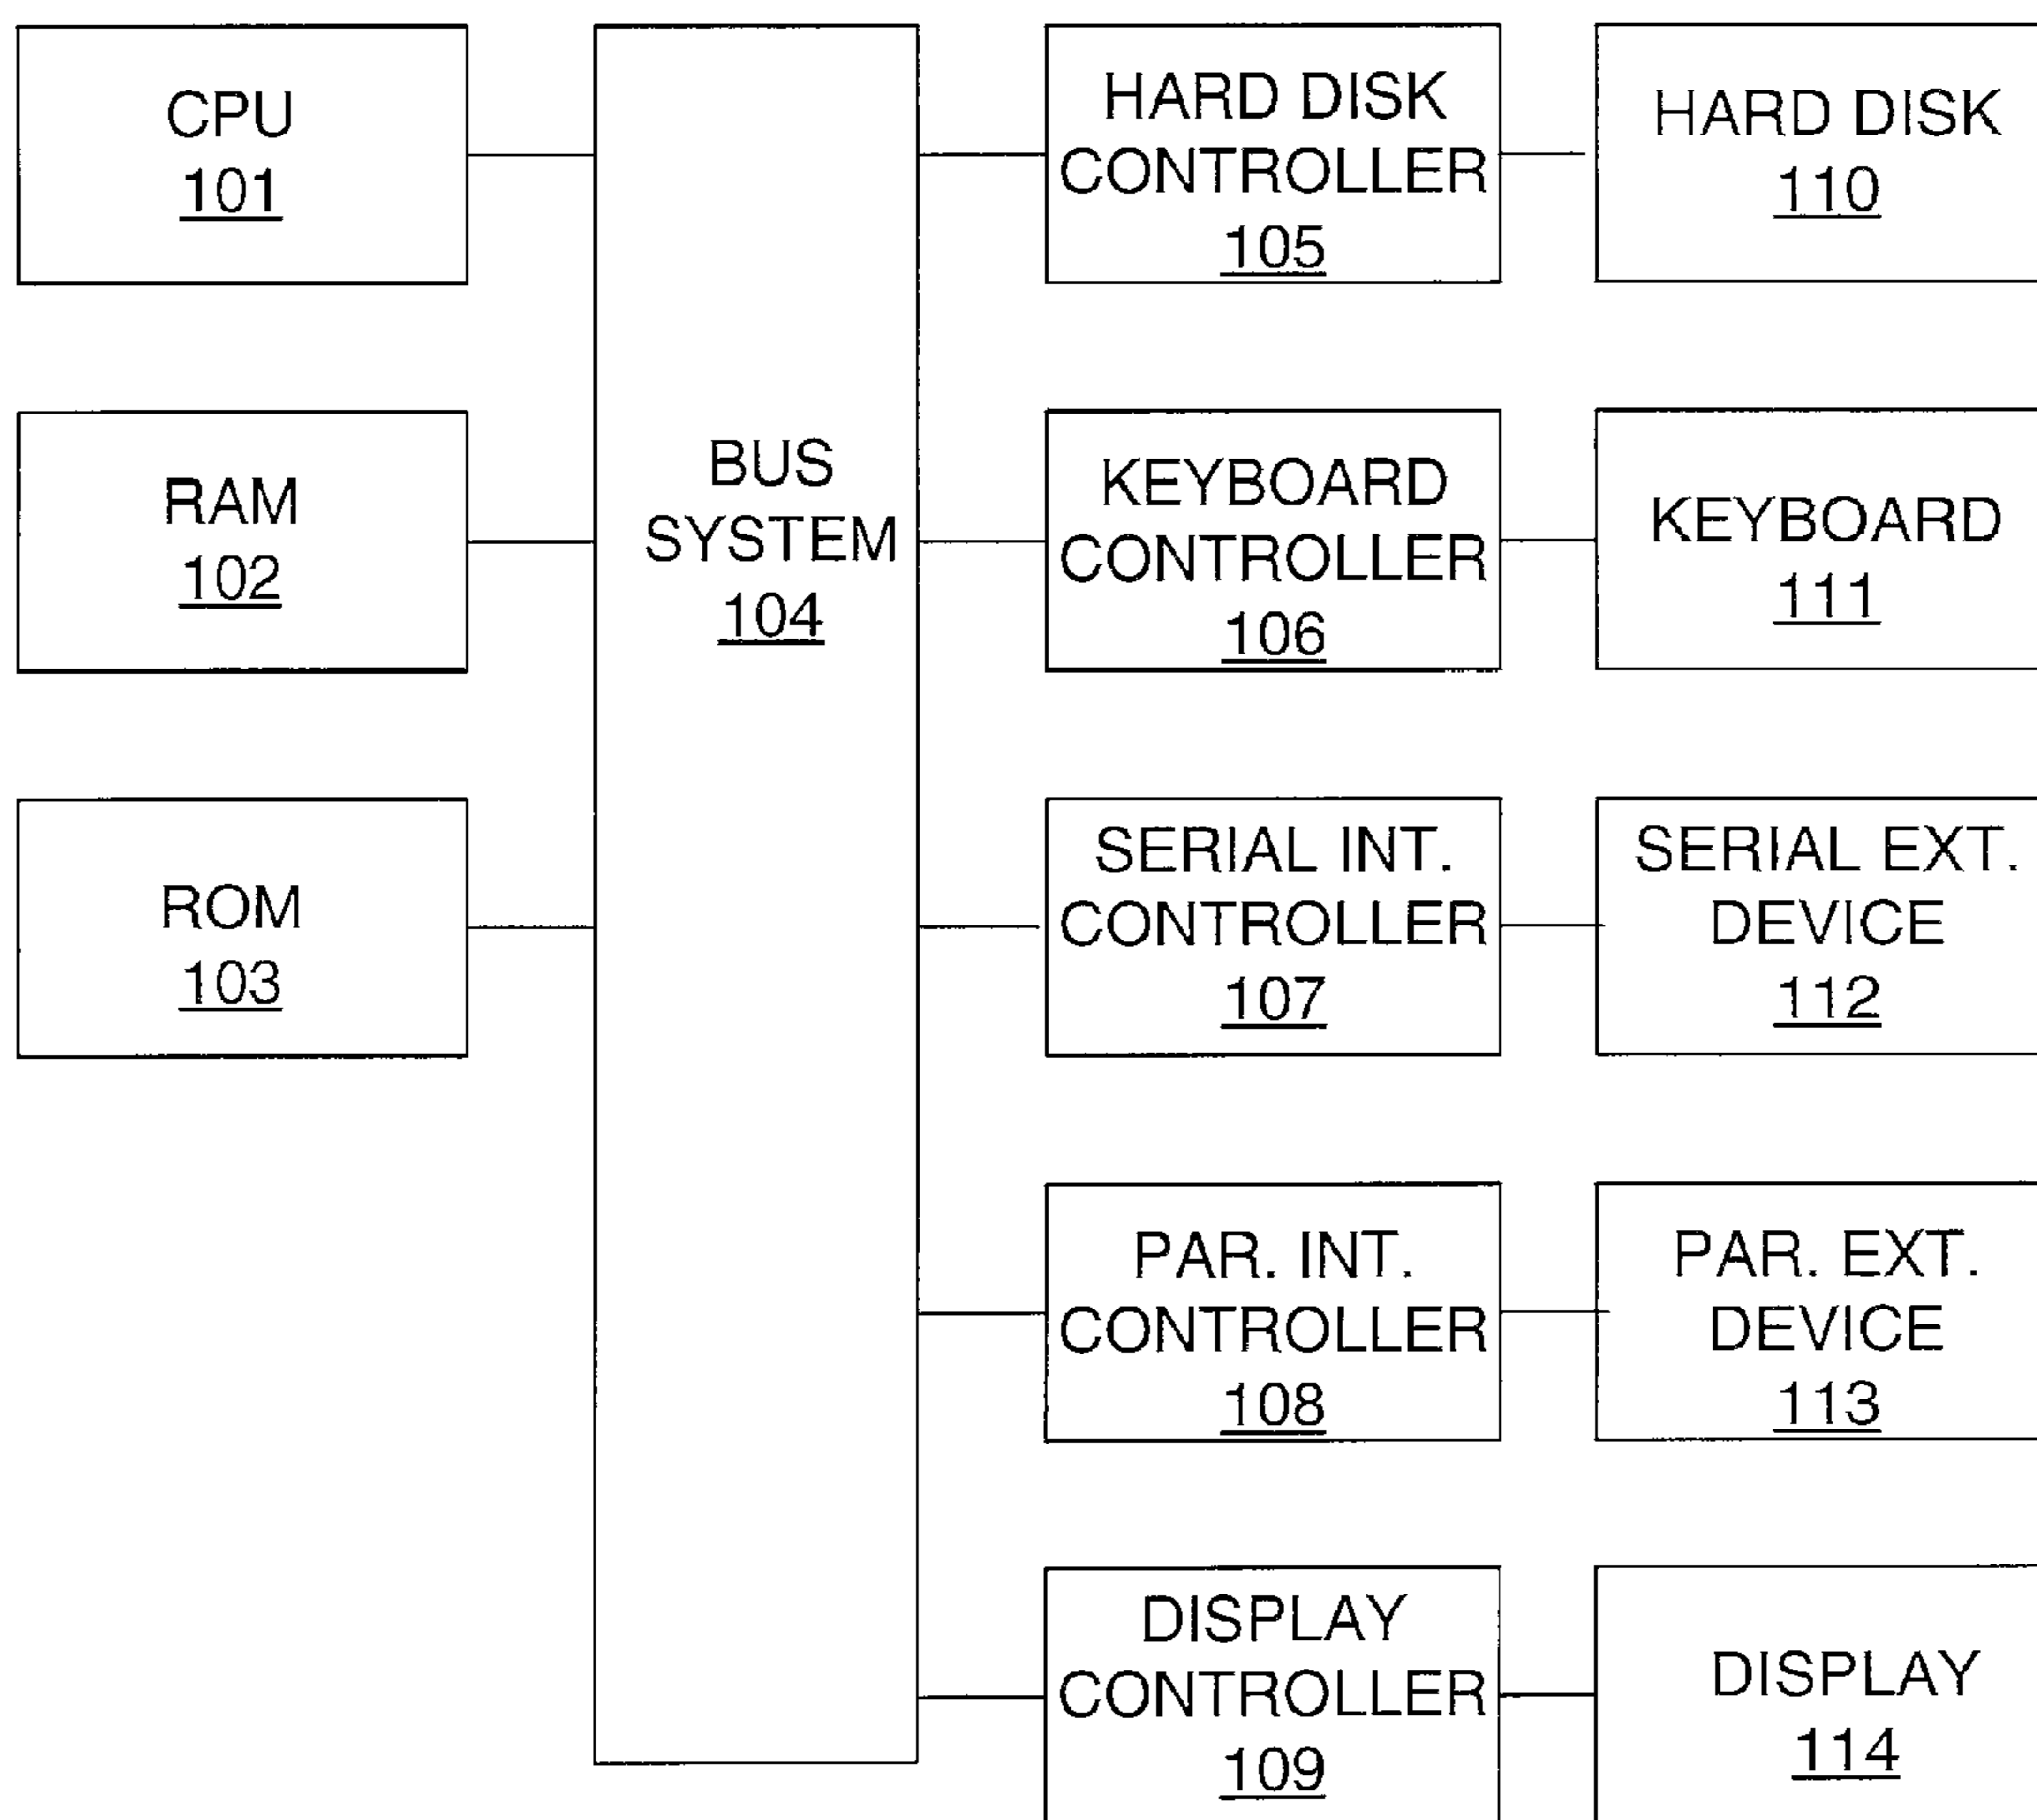 CPU
101
RAM
102
ROM
103
BUS
SYSTEM
104
HARD DISK
CONTROLLER
105
KEYBOARD
CONTROLLER
106
SERIAL INT.
CONTROLLER
107
PAR. INT.
CONTROLLER
108
DISPLAY
CONTROLLER
109
HARD DISK
110
KEYBOARD
111
SERIAL EXT.
DEVICE
112
PAR. EXT.
DEVICE
113
DISPLAY
114